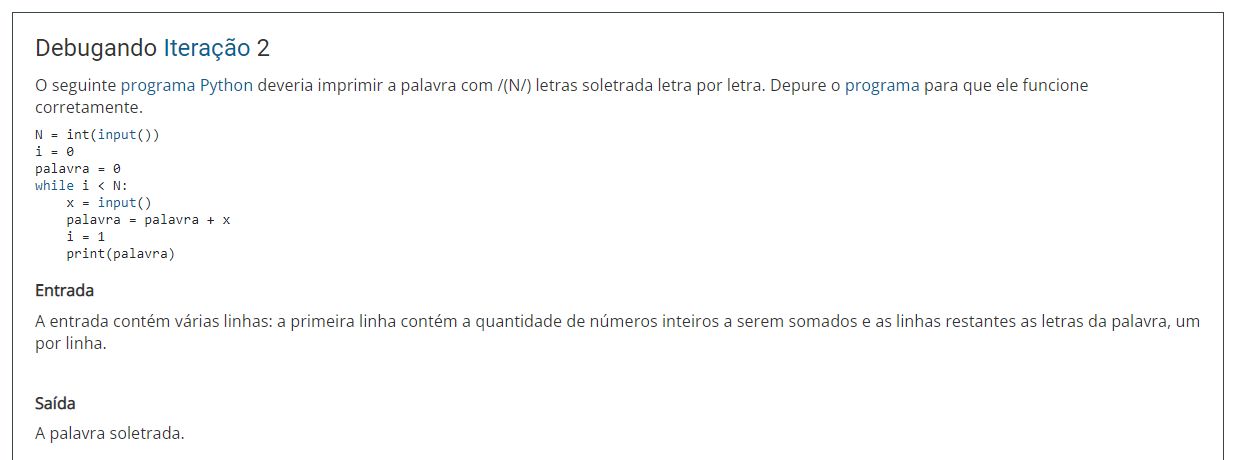 Debugando Iteração 2
O seguinte programa Python deveria imprimir a palavra com /(N/) letras soletrada letra por letra. Depure o programa para que ele funcione
corretamente.
N = int(input())
i = 0
palavra = 0
while i < N:
    x = input()
    palavra = palavra + x
    i = 1
    print(palavra)
Entrada
A entrada contém várias linhas: a primeira linha contém a quantidade de números inteiros a serem somados e as linhas restantes as letras da palavra, um
por linha.
Saída
A palavra soletrada.